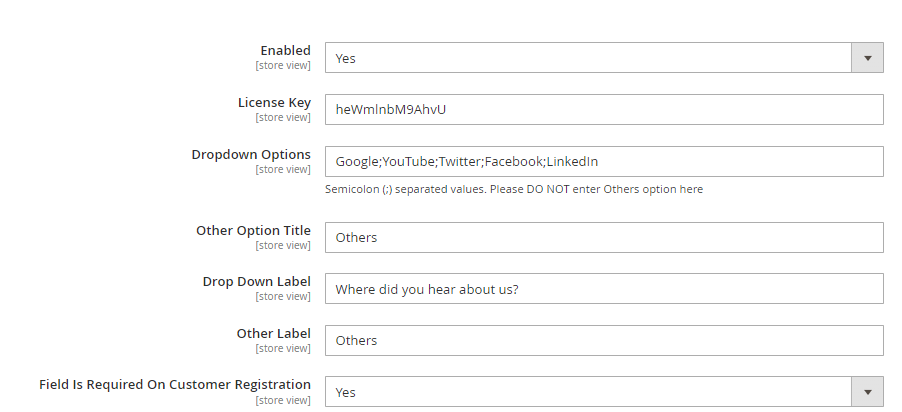 Enabled
[store view]
Yes
License Key
[store view]
heWmlnbM9AhvU
Dropdown Options
[store view]
Google;YouTube;Twitter;Facebook;LinkedIn
Semicolon (;) separated values. Please DO NOT enter Others option here
Other Option Title
[store view]
Others
Drop Down Label
[store view]
Where did you hear about us?
Other Label
[store view]
Others
Field Is Required On Customer Registration
[store view]
Yes